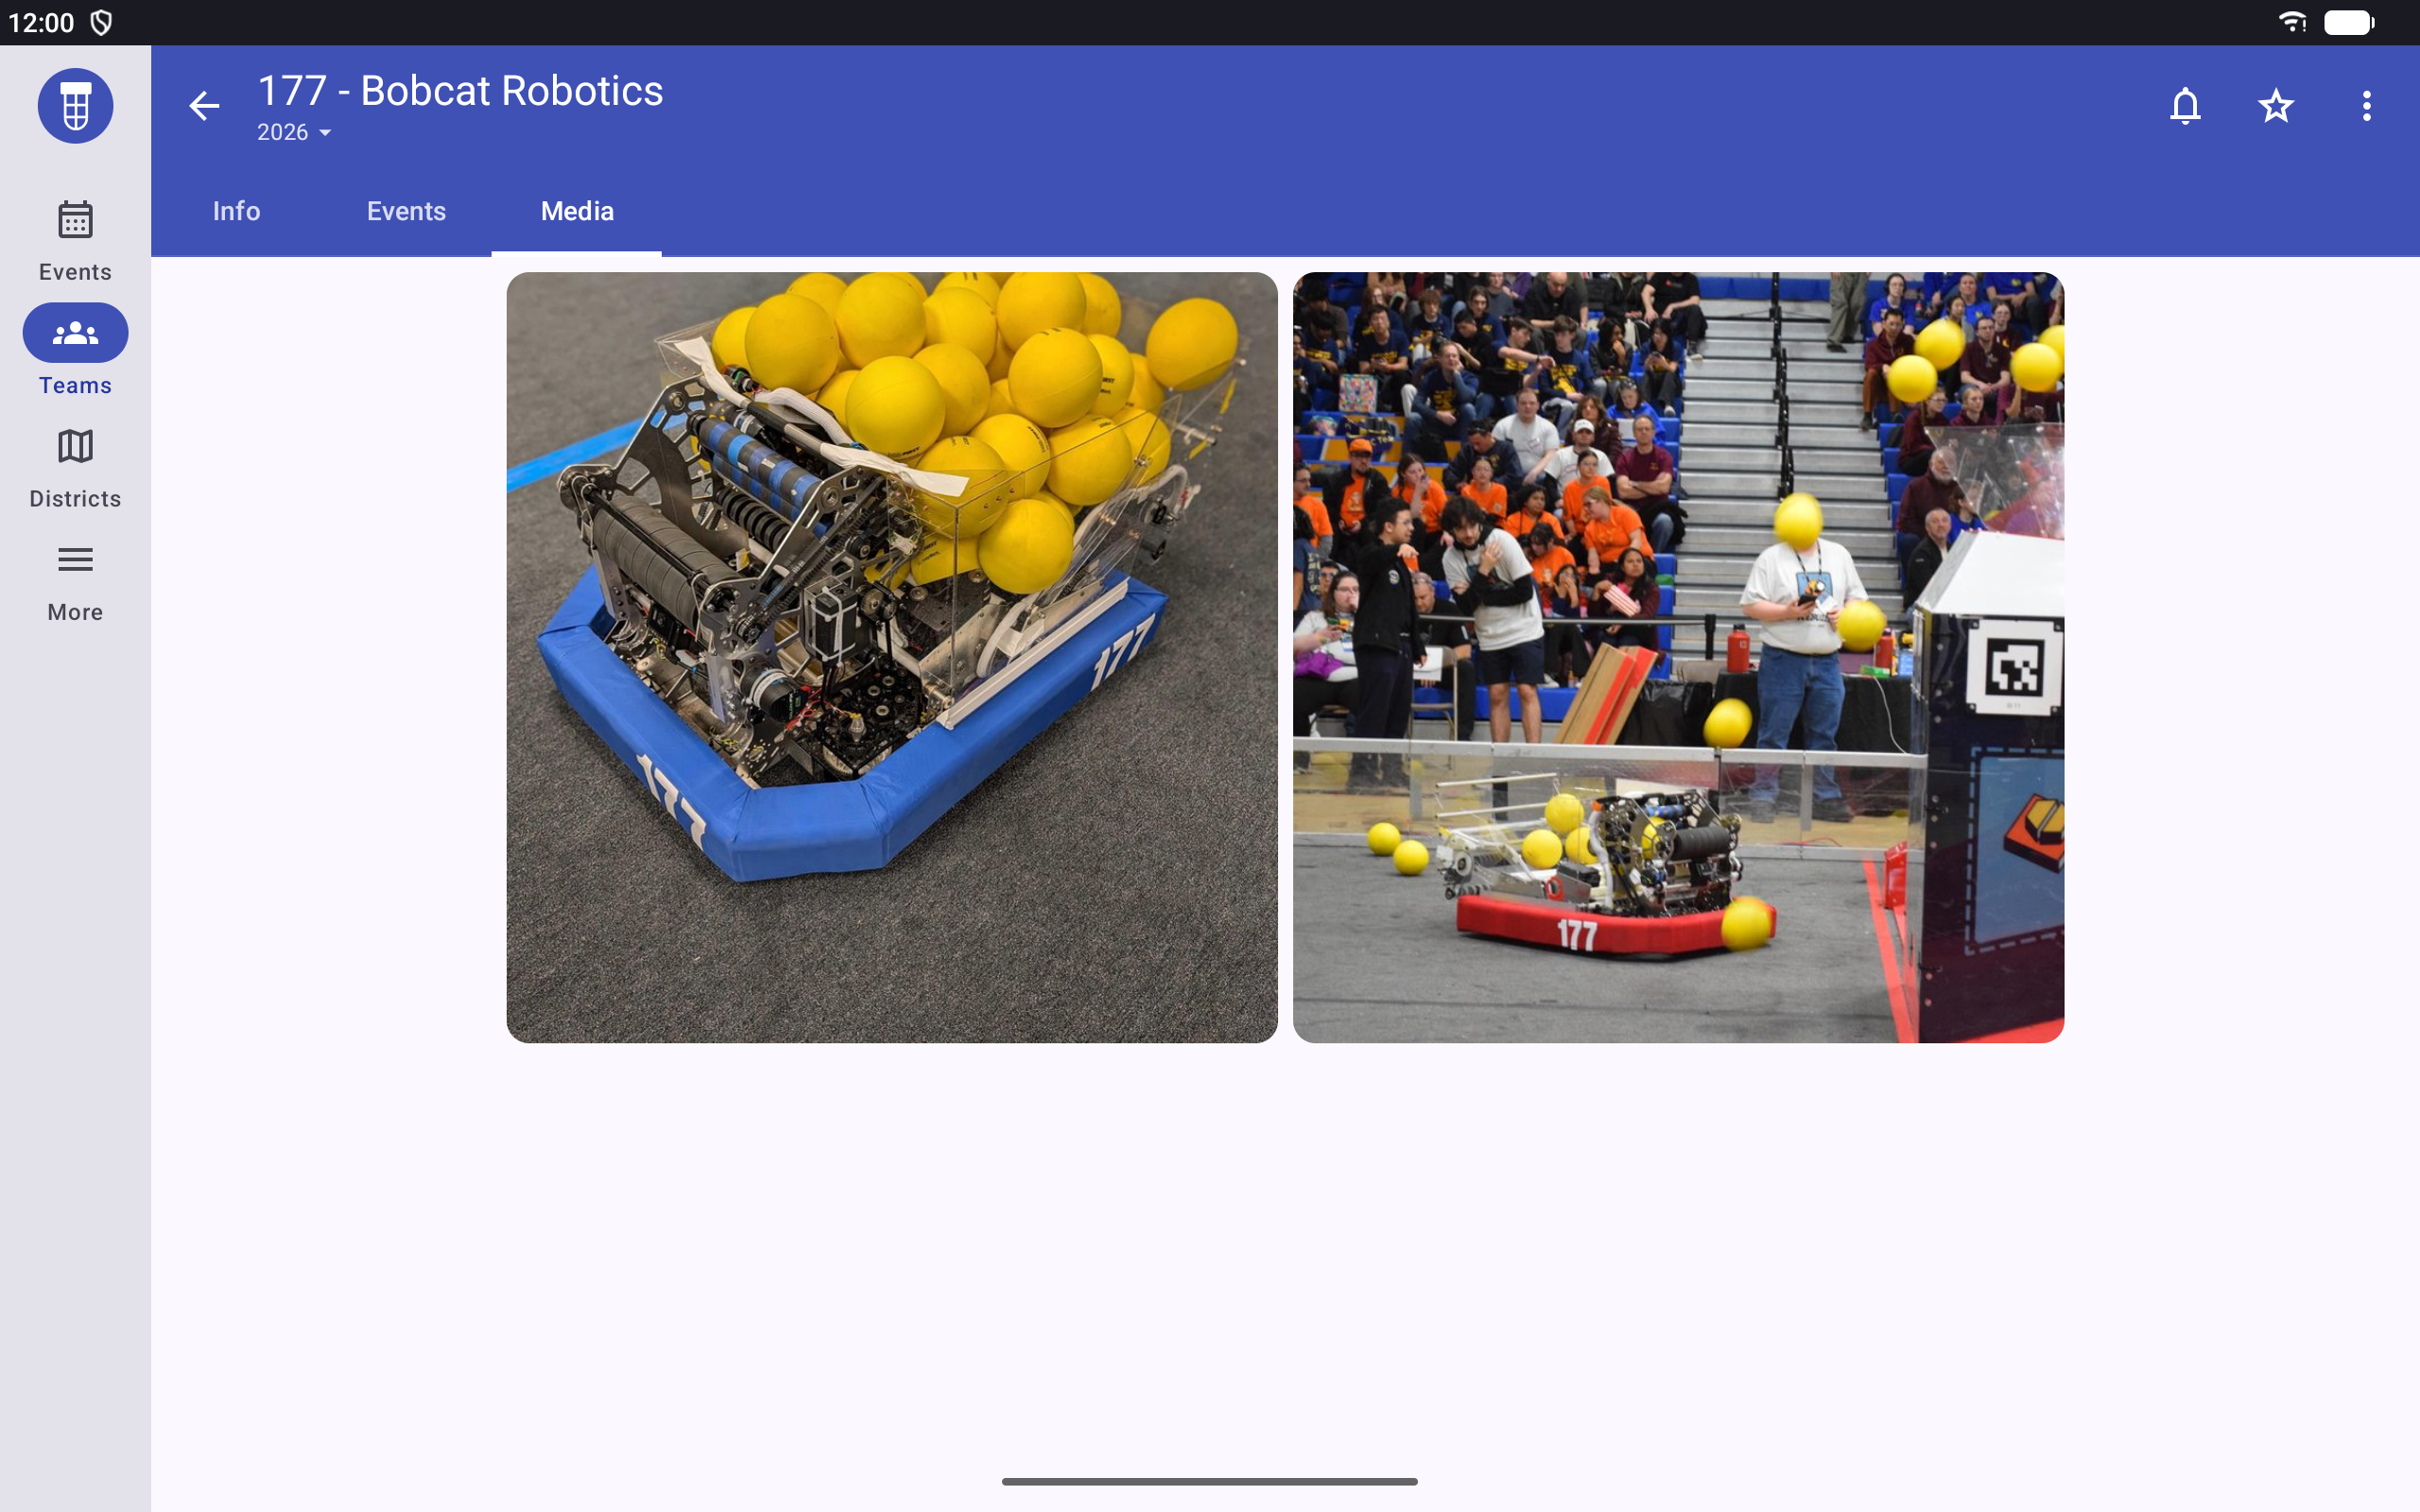 12:00
177 - Bobcat Robotics
2026
Info
Events
Media
Events
Teams
Districts
More
177
177
177